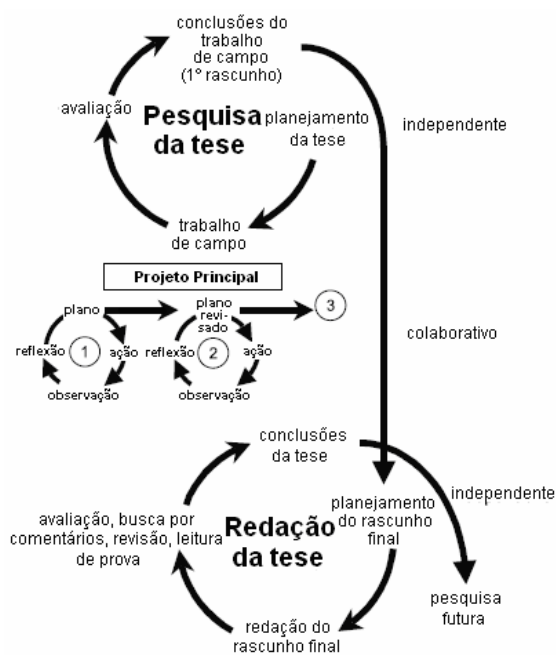 conclusões do
trabalho
de campo
(1° rascunho)
avaliação
Pesquisa
da tese
planejamento
da tese
independente
trabalho
de campo
Projeto Principal
plano
plano
revi-
sado
3
reflexão
1
ação
reflexão
2
ação
observação
observação
colaborativo
conclusões
da tese
independente
planejamento
do rascunho
final
avaliação, busca por
comentários, revisão, leitura
de prova
Redação
da tese
pesquisa
futura
redação do
rascunho final